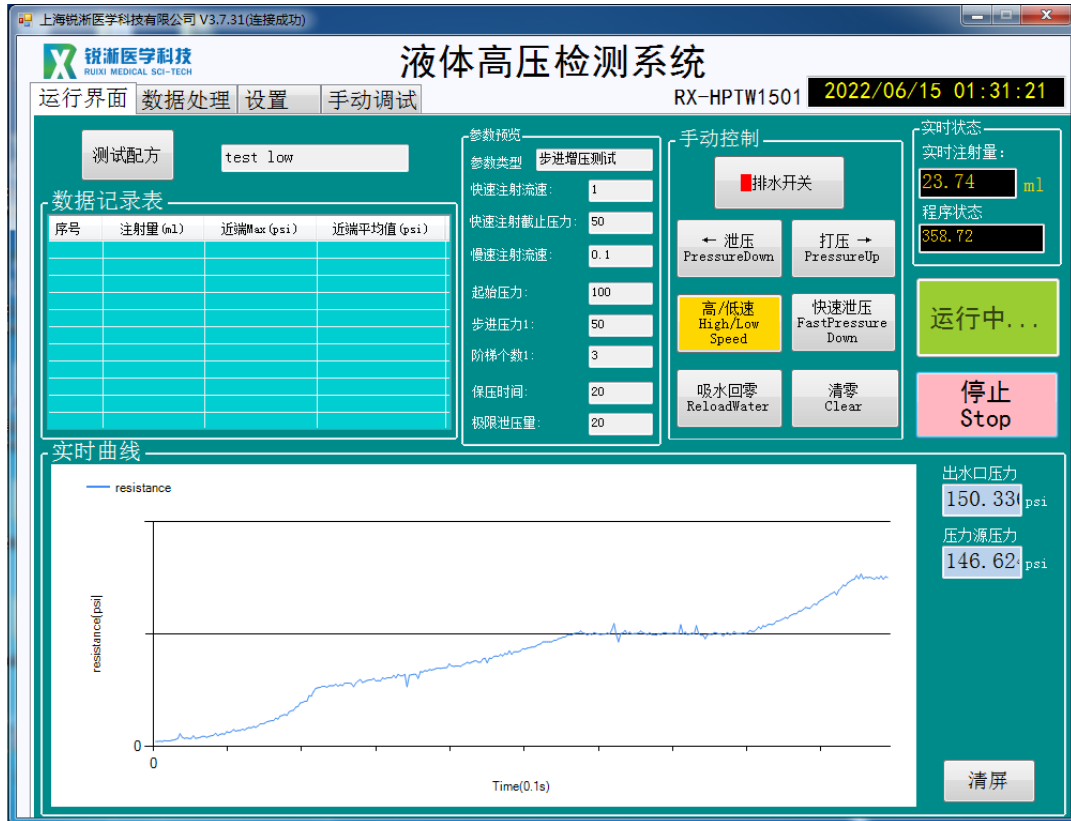 上海锐淅医学科技有限公司 V3.7.31(连接成功)
锐淅医学科技
RUIXI MEDICAL SCI-TECH
液体高压检测系统
运行界面 数据处理 设置 手动调试
RX-HPTW1501
2022/06/15 01:31:21
测试配方
test low
数据记录表
序号 注射量(ml) 近端Max(psi) 近端平均值(psi)
参数预览
参数类型 步进增压测试
快速注射流速: 1
快速注射截止压力: 50
慢速注射流速: 0.1
起始压力: 100
步进压力1: 50
阶梯个数1: 3
保压时间: 20
极限泄压量: 20
手动控制
排水开关
← 泄压
PressureDown
打压 →
PressureUp
高/低速
High/Low
Speed
快速泄压
FastPressure
Down
吸水回零
ReloadWater
清零
Clear
实时状态
实时注射量:
23.74 ml
程序状态
358.72
运行中...
停止
Stop
实时曲线
resistance
resistance[psi]
0
0
Time(0.1s)
出水口压力
150.33 psi
压力源压力
146.62 psi
清屏